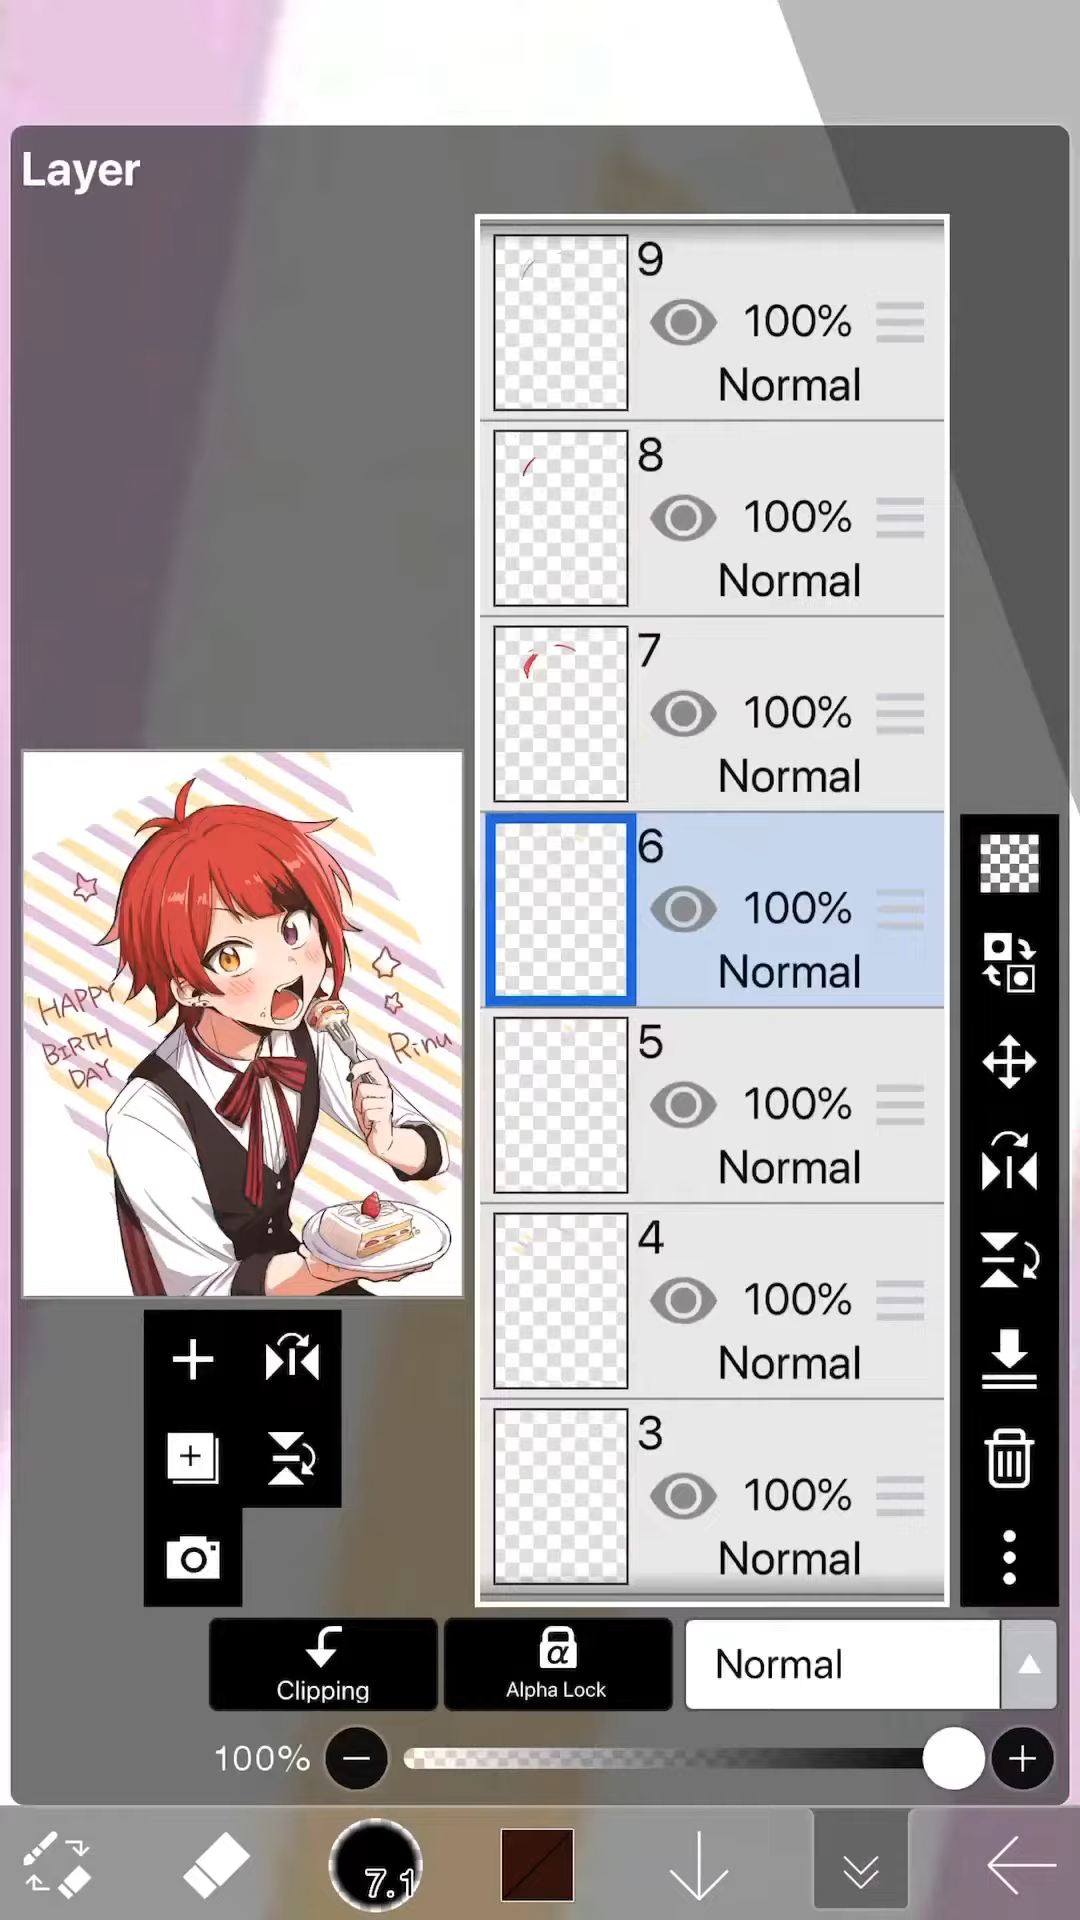 Layer
9
100%
Normal
8
100%
Normal
7
100%
Normal
6
100%
Normal
5
100%
Normal
4
100%
Normal
3
100%
Normal
HAPPY
BIRTH
DAY
Rinu
Clipping
α
Alpha Lock
Normal
100%
7.1